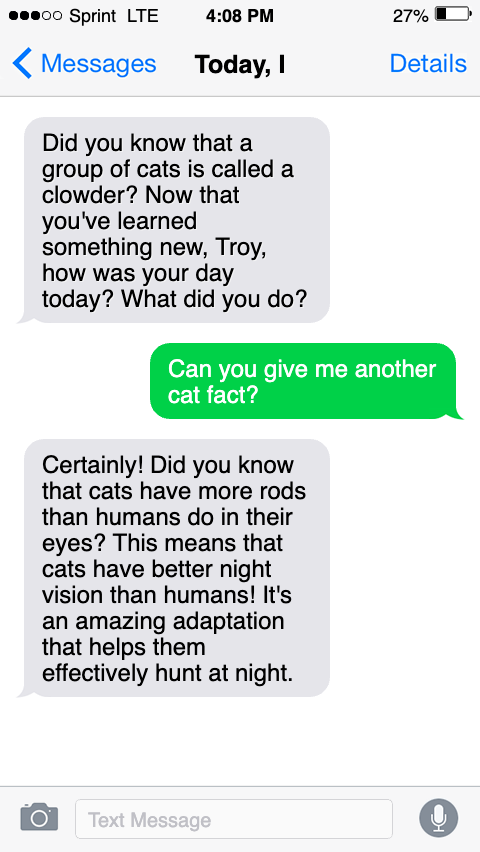 Sprint LTE 4:08 PM 27%
Messages Today, I Details
Did you know that a
group of cats is called a
clowder? Now that
you've learned
something new, Troy,
how was your day
today? What did you do?
Can you give me another
cat fact?
Certainly! Did you know
that cats have more rods
than humans do in their
eyes? This means that
cats have better night
vision than humans! It's
an amazing adaptation
that helps them
effectively hunt at night.
Text Message